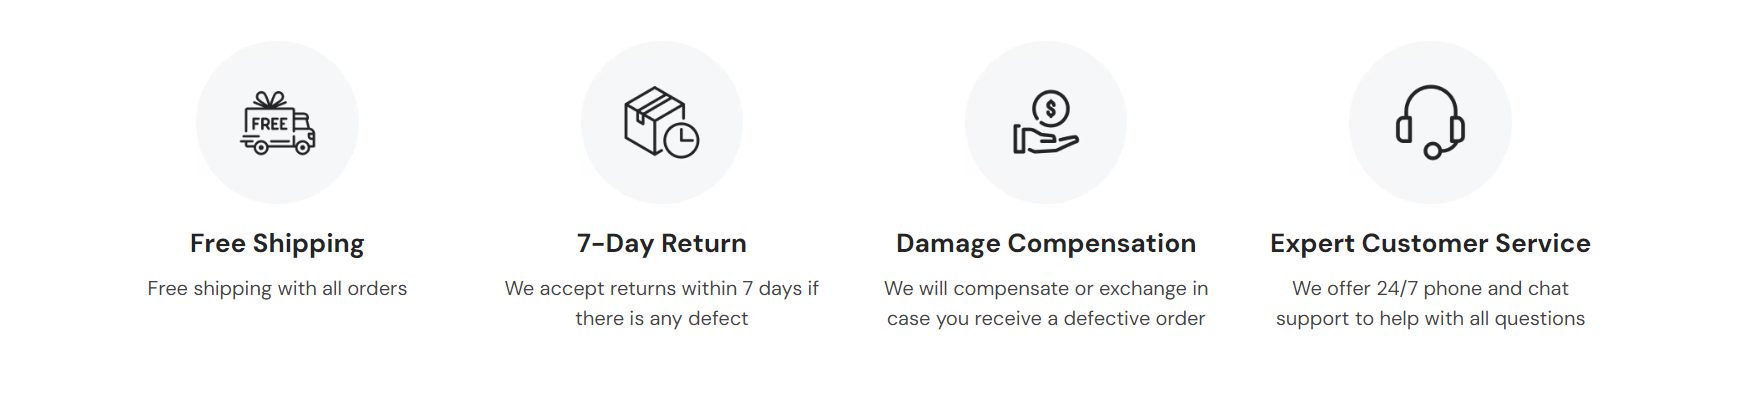 FREE
$
Free Shipping
Free shipping with all orders
7-Day Return
We accept returns within 7 days if
there is any defect
Damage Compensation
We will compensate or exchange in
case you receive a defective order
Expert Customer Service
We offer 24/7 phone and chat
support to help with all questions